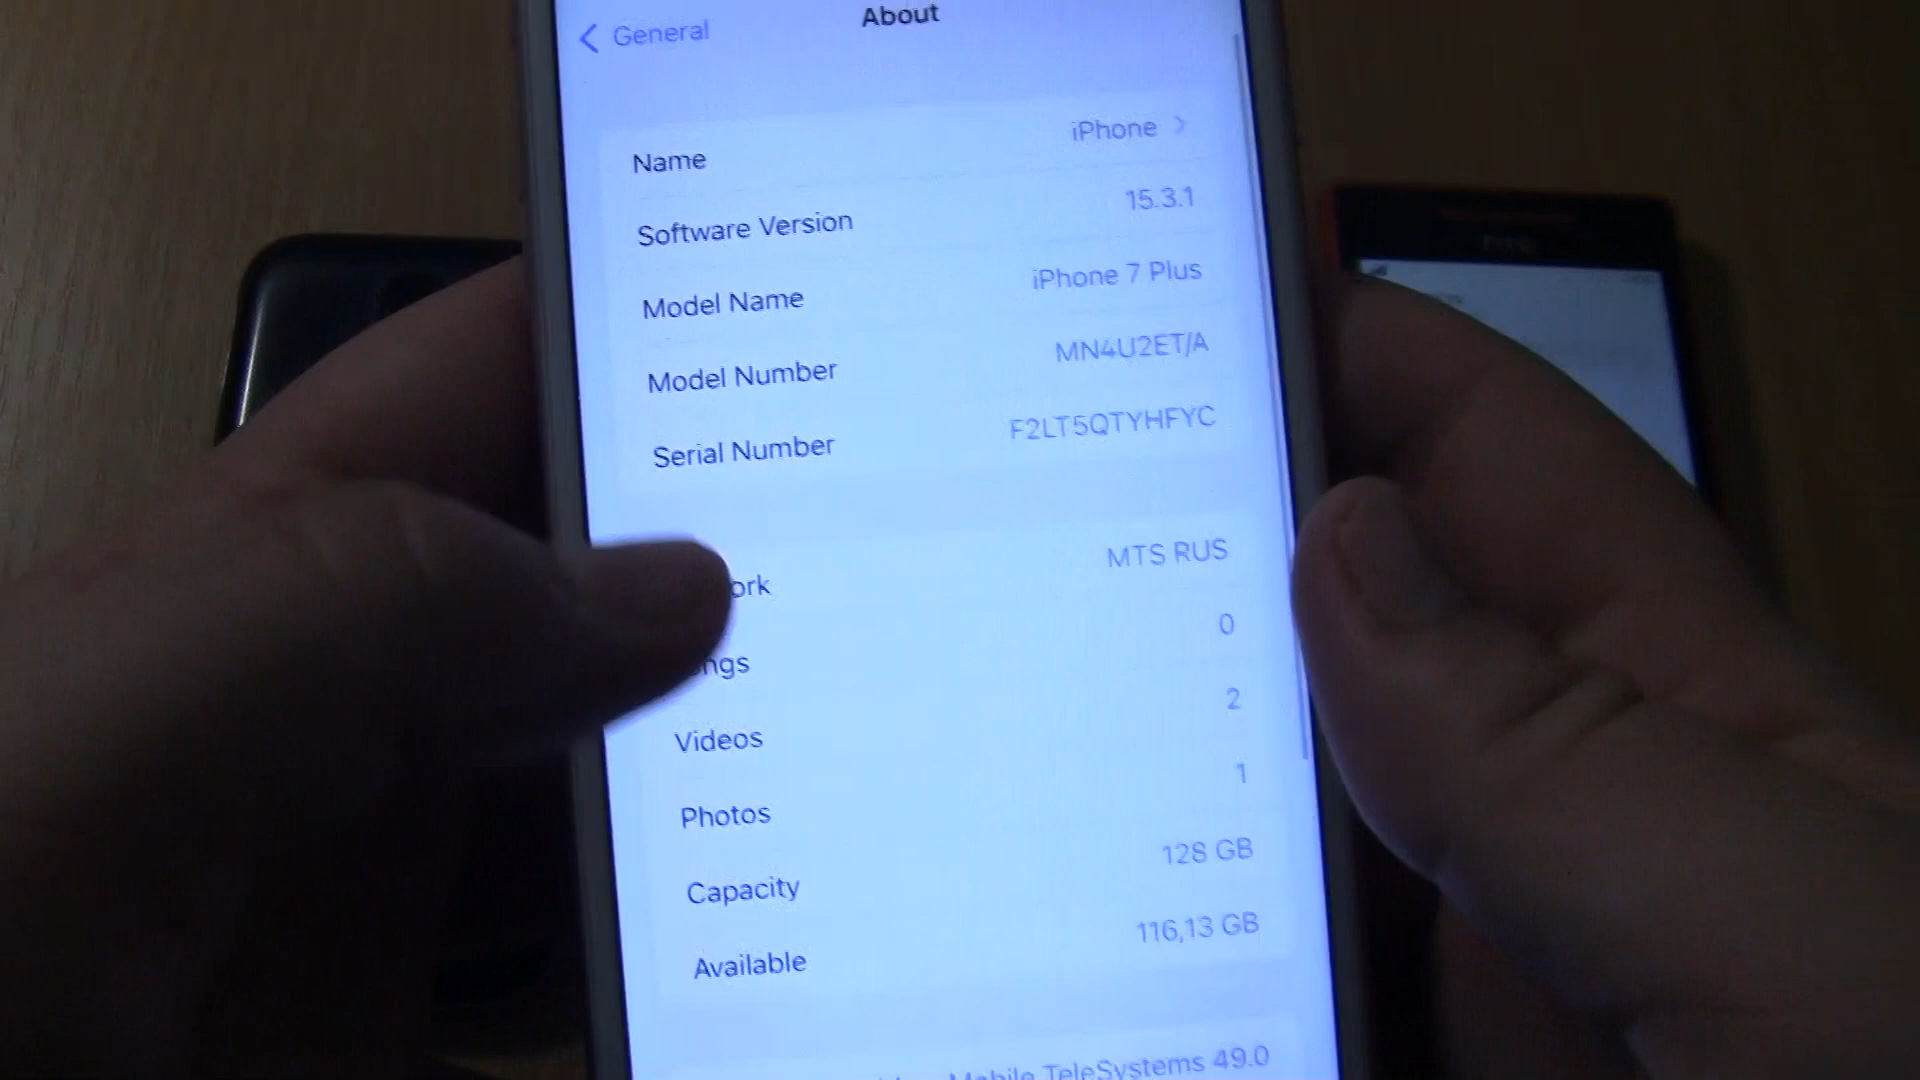 General
About
Name iPhone
Software Version 15.3.1
Model Name iPhone 7 Plus
Model Number MN4U2ET/A
Serial Number F2LT5QTYHFYC
ork MTS RUS
ngs 0
Videos 2
Photos 1
Capacity 128 GB
Available 116,13 GB
Mobile TeleSystems 49.0